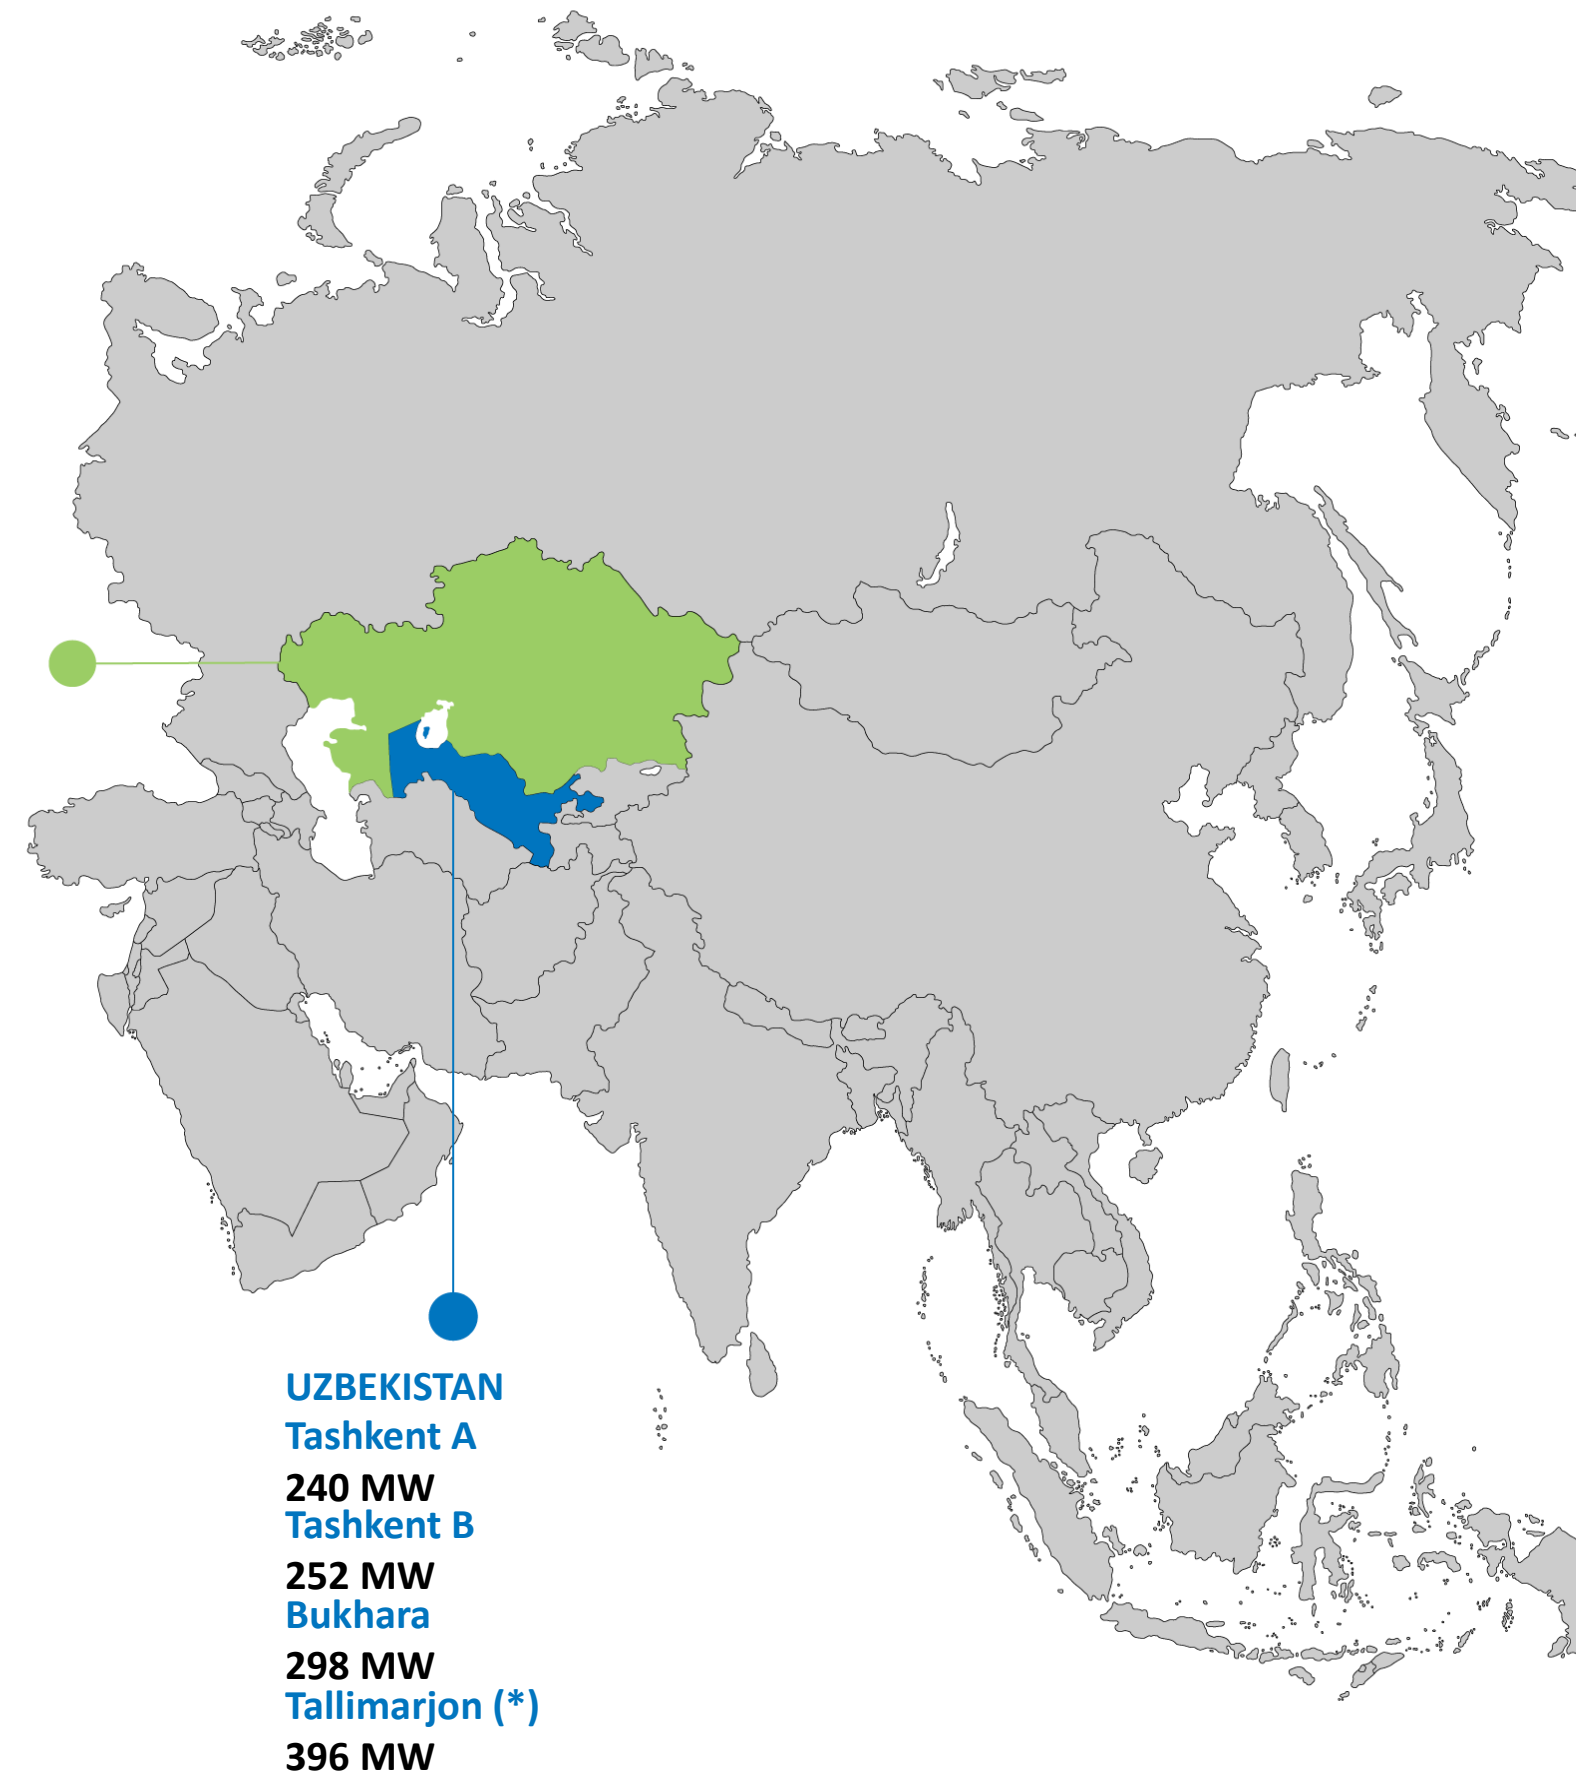 UZBEKISTAN
Tashkent A
240 MW
Tashkent B
252 MW
Bukhara
298 MW
Tallimarjon (*)
396 MW